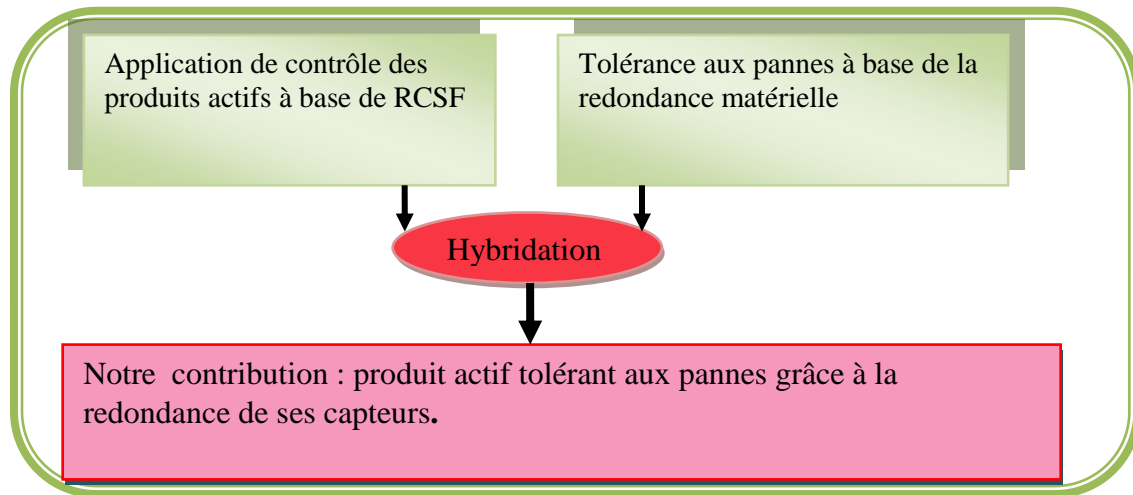 Application de contrôle des
produits actifs à base de RCSF
Tolérance aux pannes à base de la
redondance matérielle
Hybridation
Notre contribution : produit actif tolérant aux pannes grâce à la
redondance de ses capteurs.